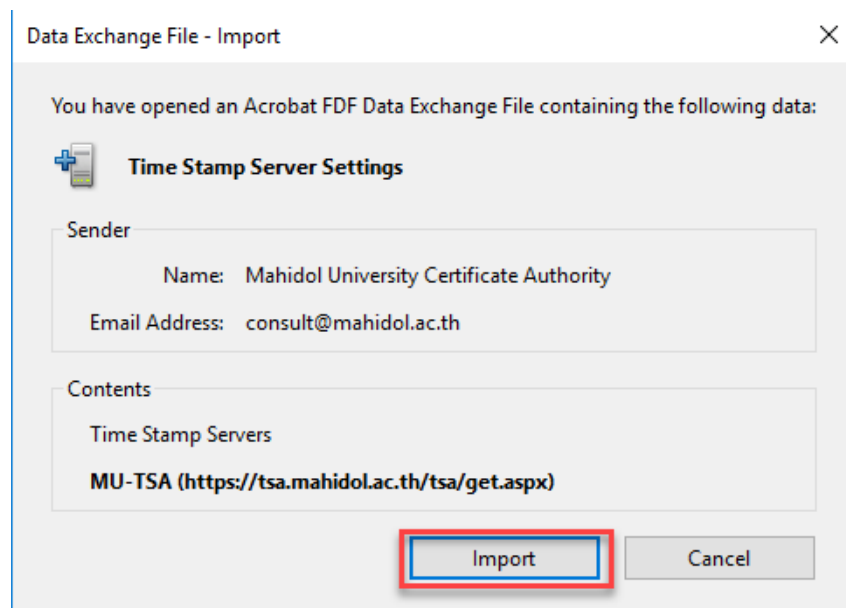 Data Exchange File - Import
You have opened an Acrobat FDF Data Exchange File containing the following data:
Time Stamp Server Settings
Sender
Name: Mahidol University Certificate Authority
Email Address: consult@mahidol.ac.th
Contents
Time Stamp Servers
MU-TSA (https://tsa.mahidol.ac.th/tsa/get.aspx)
Import Cancel